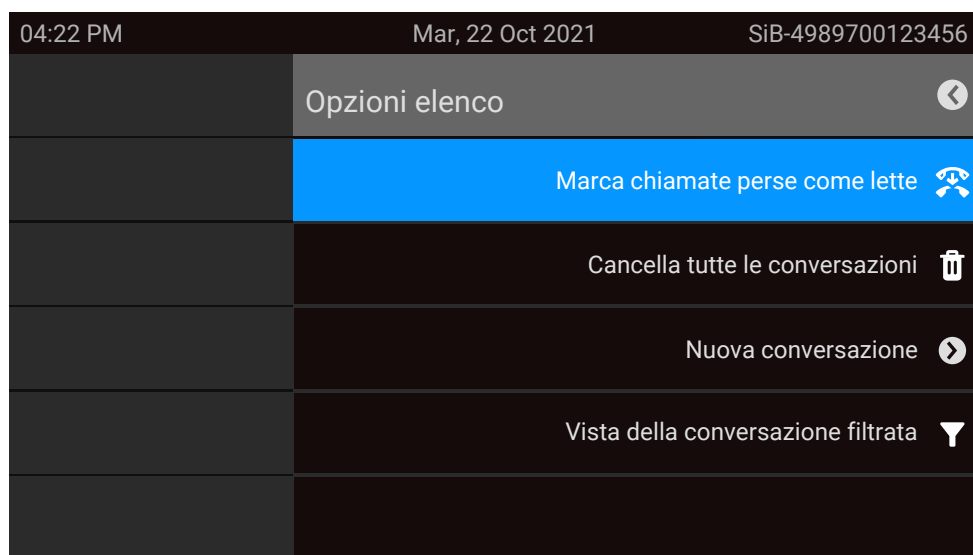 04:22 PM Mar, 22 Oct 2021 SiB-4989700123456
Opzioni elenco
Marca chiamate perse come lette
Cancella tutte le conversazioni
Nuova conversazione
Vista della conversazione filtrata